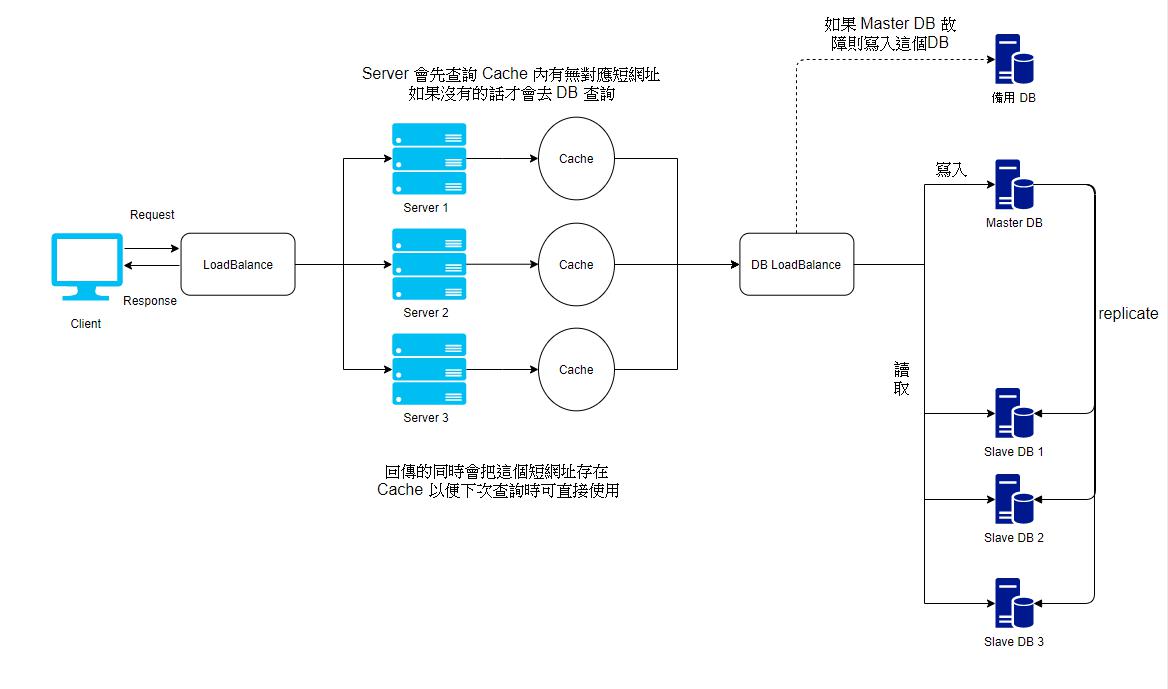 如果 Master DB 故
障則寫入這個DB
備用 DB
Server 會先查詢 Cache 內有無對應短網址
如果沒有的話才會去 DB 查詢
Cache
Server 1
寫入
Master DB
Request
LoadBalance
Response
Client
Cache
Server 2
DB LoadBalance
replicate
Cache
Server 3
讀
取
Slave DB 1
回傳的同時會把這個短網址存在
Cache 以便下次查詢時可直接使用
Slave DB 2
Slave DB 3